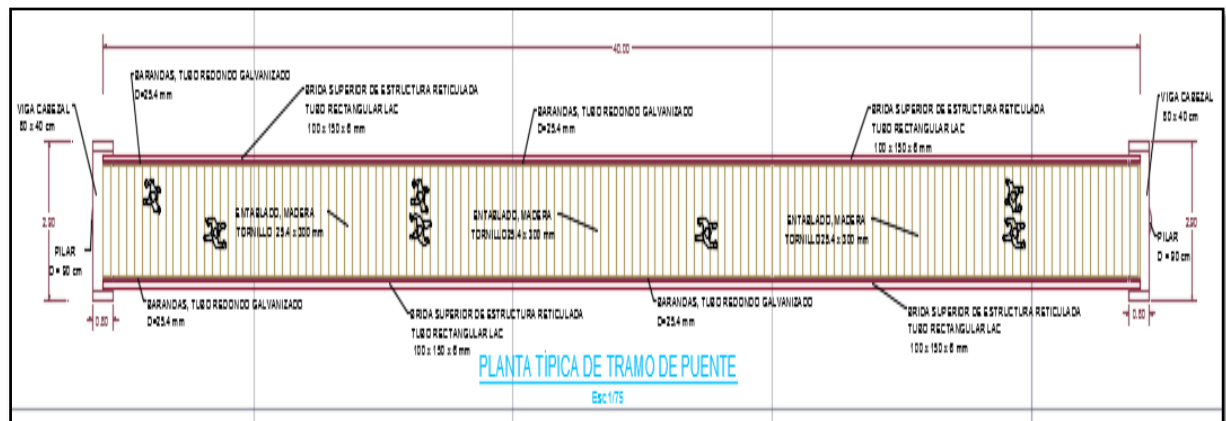 40.00
BARANDAS, TUBO REDONDO GALVANIZADO
D=25.4 mm
BRIDA SUPERIOR DE ESTRUCTURA RETICULADA
TUBO RECTANGULAR LAC
100 x 150 x 6 mm
BARANDAS, TUBO REDONDO GALVANIZADO
D=25.4 mm
BRIDA SUPERIOR DE ESTRUCTURA RETICULADA
TUBO RECTANGULAR LAC
100 x 150 x 6 mm
VIGA CABEZAL
50 x 40 cm
VIGA CABEZAL
50 x 40 cm
2.90
PILAR
D = 90 cm
ENTABLADO, MADERA
TORNILLO 25.4 x 300 mm
ENTABLADO, MADERA
TORNILLO 25.4 x 300 mm
ENTABLADO, MADERA
TORNILLO 25.4 x 300 mm
2.90
PILAR
D = 90 cm
0.50
BARANDAS, TUBO REDONDO GALVANIZADO
D=25.4 mm
BRIDA SUPERIOR DE ESTRUCTURA RETICULADA
TUBO RECTANGULAR LAC
100 x 150 x 6 mm
BARANDAS, TUBO REDONDO GALVANIZADO
D=25.4 mm
BRIDA SUPERIOR DE ESTRUCTURA RETICULADA
TUBO RECTANGULAR LAC
100 x 150 x 6 mm
0.50
PLANTA TÍPICA DE TRAMO DE PUENTE
Esc 1/75